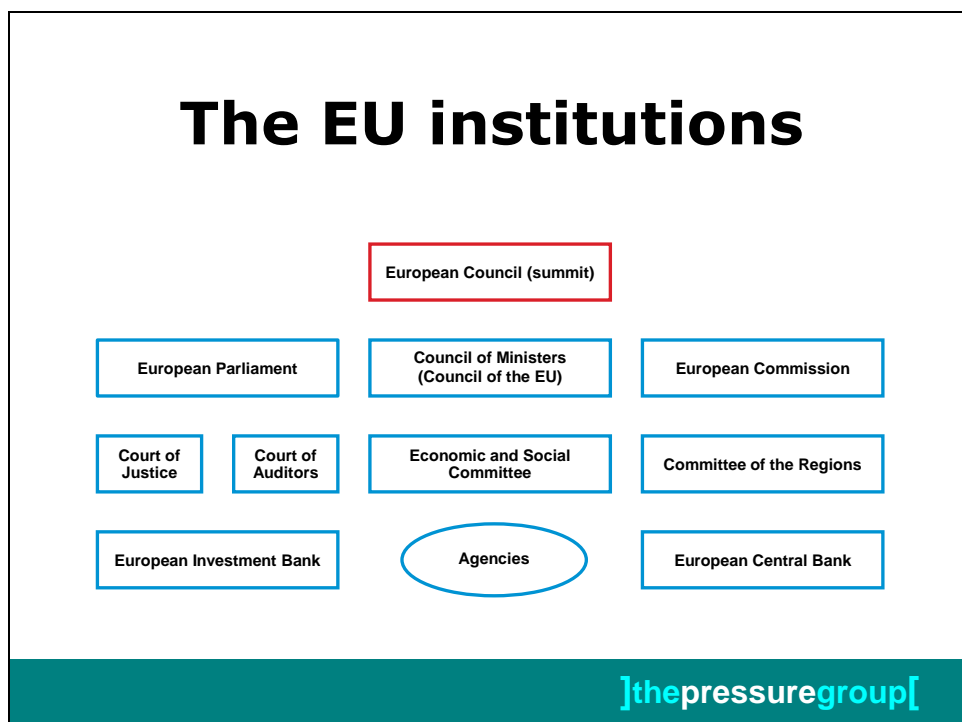 The EU institutions
European Council (summit)
European Parliament
Council of Ministers
(Council of the EU)
European Commission
Court of
Justice
Court of
Auditors
Economic and Social
Committee
Committee of the Regions
European Investment Bank
Agencies
European Central Bank
]thepressuregroup[